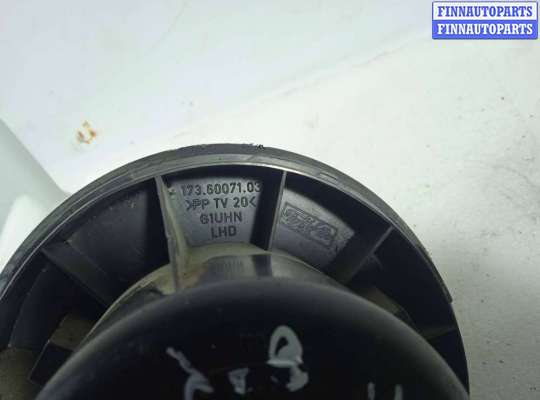 FINNAUTOPARTS
FINNAUTOPARTS
173.60071.03
>PP TV 20<
G1UHN
LHD